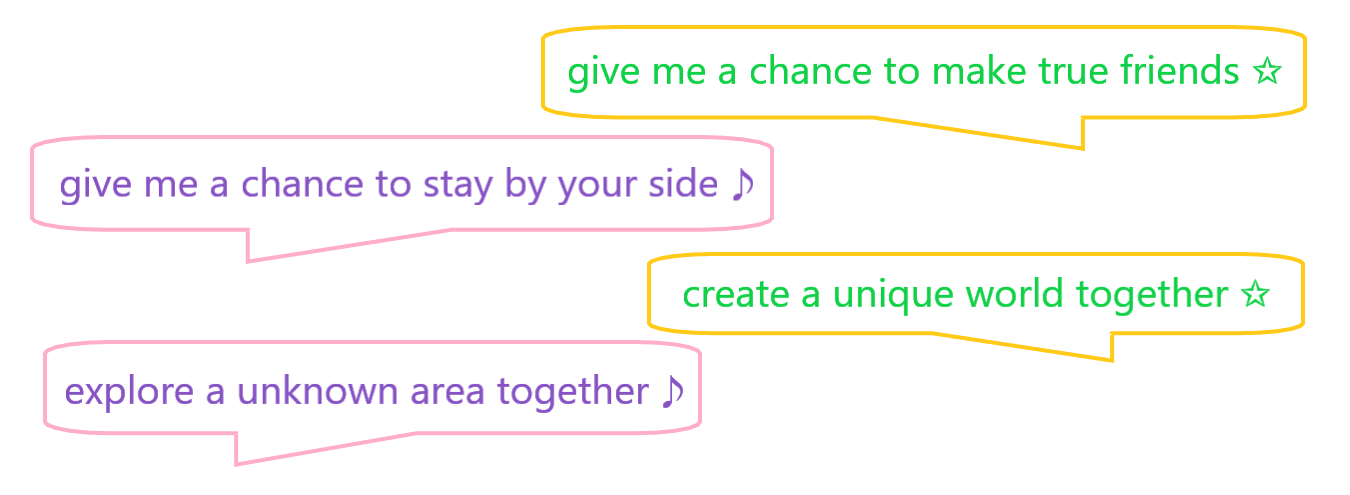 give me a chance to make true friends ☆
give me a chance to stay by your side ♪
create a unique world together ☆
explore a unknown area together ♪